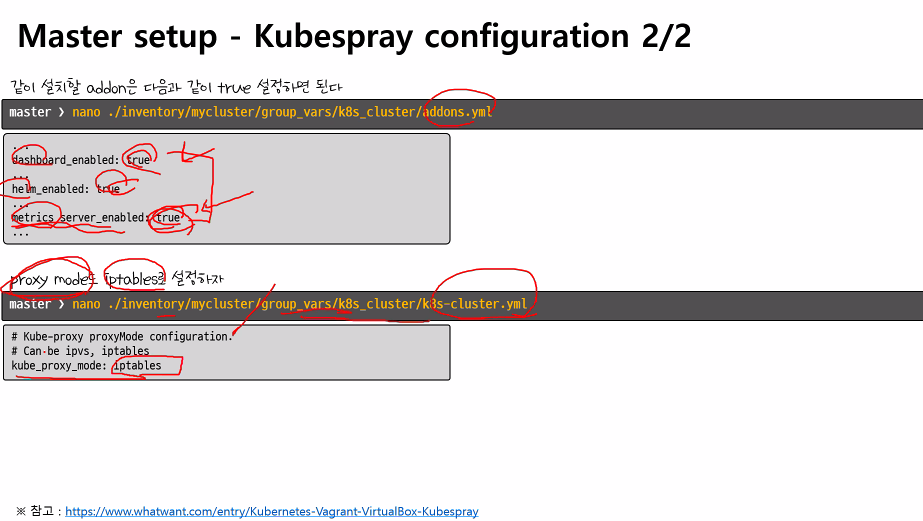 Master setup - Kubespray configuration 2/2
같이 설치할 addon은 다음과 같이 true 설정하면 된다
master ❯ nano ./inventory/mycluster/group_vars/k8s_cluster/addons.yml
...
dashboard_enabled: true
...
helm_enabled: true
...
metrics_server_enabled: true
...
proxy mode도 iptables로 설정하자
master ❯ nano ./inventory/mycluster/group_vars/k8s_cluster/k8s-cluster.yml
# Kube-proxy proxyMode configuration.
# Can be ipvs, iptables
kube_proxy_mode: iptables
※ 참고 : https://www.whatwant.com/entry/Kubernetes-Vagrant-VirtualBox-Kubespray